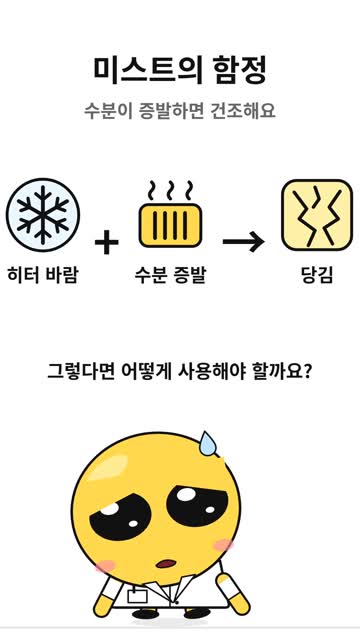 미스트의 함정
수분이 증발하면 건조해요
+ →
히터 바람 수분 증발 당김
그렇다면 어떻게 사용해야 할까요?